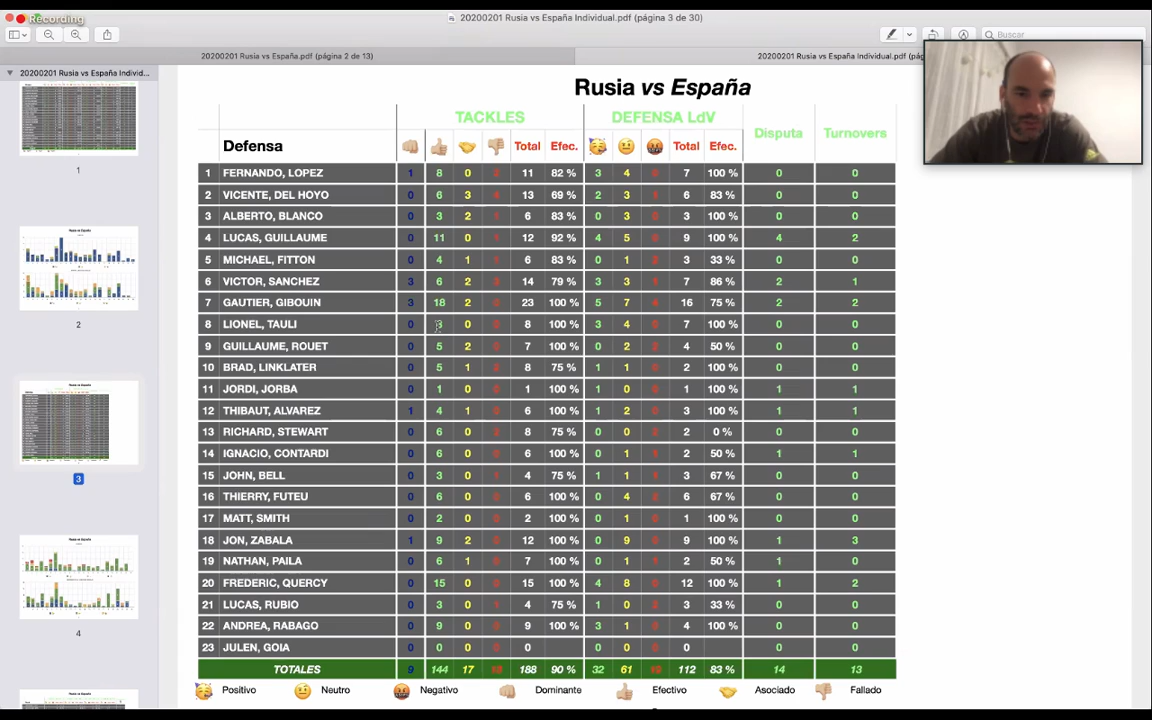 Recording
20200201 Rusia vs España Individual.pdf (página 3 de 30)
Buscar
20200201 Rusia vs España.pdf (página 2 de 13)
20200201 Rusia vs España Individual.pdf (pág
20200201 Rusia vs España Individ...
1
2
3
4
Rusia vs España
TACKLES DEFENSA LdV Disputa Turnovers
Defensa Total Efec. Total Efec.
1 FERNANDO, LOPEZ 1 8 0 11 82 % 3 4 7 100 % 0 0
2 VICENTE, DEL HOYO 0 6 3 13 69 % 2 3 6 83 % 0 0
3 ALBERTO, BLANCO 0 3 2 1 6 83 % 0 3 3 100 % 0 0
4 LUCAS, GUILLAUME 0 11 0 1 12 92 % 4 5 9 100 % 4 2
5 MICHAEL, FITTON 0 4 1 6 83 % 0 1 3 33 % 0 0
6 VICTOR, SANCHEZ 3 6 2 14 79 % 3 3 7 86 % 2 1
7 GAUTIER, GIBOUIN 3 18 2 23 100 % 5 7 16 75 % 2 2
8 LIONEL, TAULI 0 0 8 100 % 3 4 7 100 % 0 0
9 GUILLAUME, ROUET 0 5 2 7 100 % 0 2 4 50 % 0 0
10 BRAD, LINKLATER 0 5 1 8 75 % 1 1 2 100 % 0 0
11 JORDI, JORBA 0 1 0 1 100 % 1 0 1 100 % 1 1
12 THIBAUT, ALVAREZ 1 4 1 6 100 % 1 2 3 100 % 1 1
13 RICHARD, STEWART 0 6 0 8 75 % 0 0 2 0 % 0 0
14 IGNACIO, CONTARDI 0 6 0 6 100 % 0 1 2 50 % 1 1
15 JOHN, BELL 0 3 0 1 4 75 % 1 1 3 67 % 0 0
16 THIERRY, FUTEU 0 6 0 6 100 % 0 4 6 67 % 0 0
17 MATT, SMITH 0 2 0 2 100 % 0 1 1 100 % 0 0
18 JON, ZABALA 1 9 2 12 100 % 0 9 9 100 % 1 3
19 NATHAN, PAILA 0 6 1 7 100 % 0 1 2 50 % 1 0
20 FREDERIC, QUERCY 0 15 0 15 100 % 4 8 12 100 % 1 2
21 LUCAS, RUBIO 0 3 0 4 75 % 1 0 3 33 % 0 0
22 ANDREA, RABAGO 0 9 0 9 100 % 3 1 4 100 % 0 0
23 JULEN, GOIA 0 0 0 0 0 0 0 0 0
TOTALES 9 144 17 188 90 % 32 61 112 83 % 14 13
Positivo Neutro Negativo Dominante Efectivo Asociado Fallado